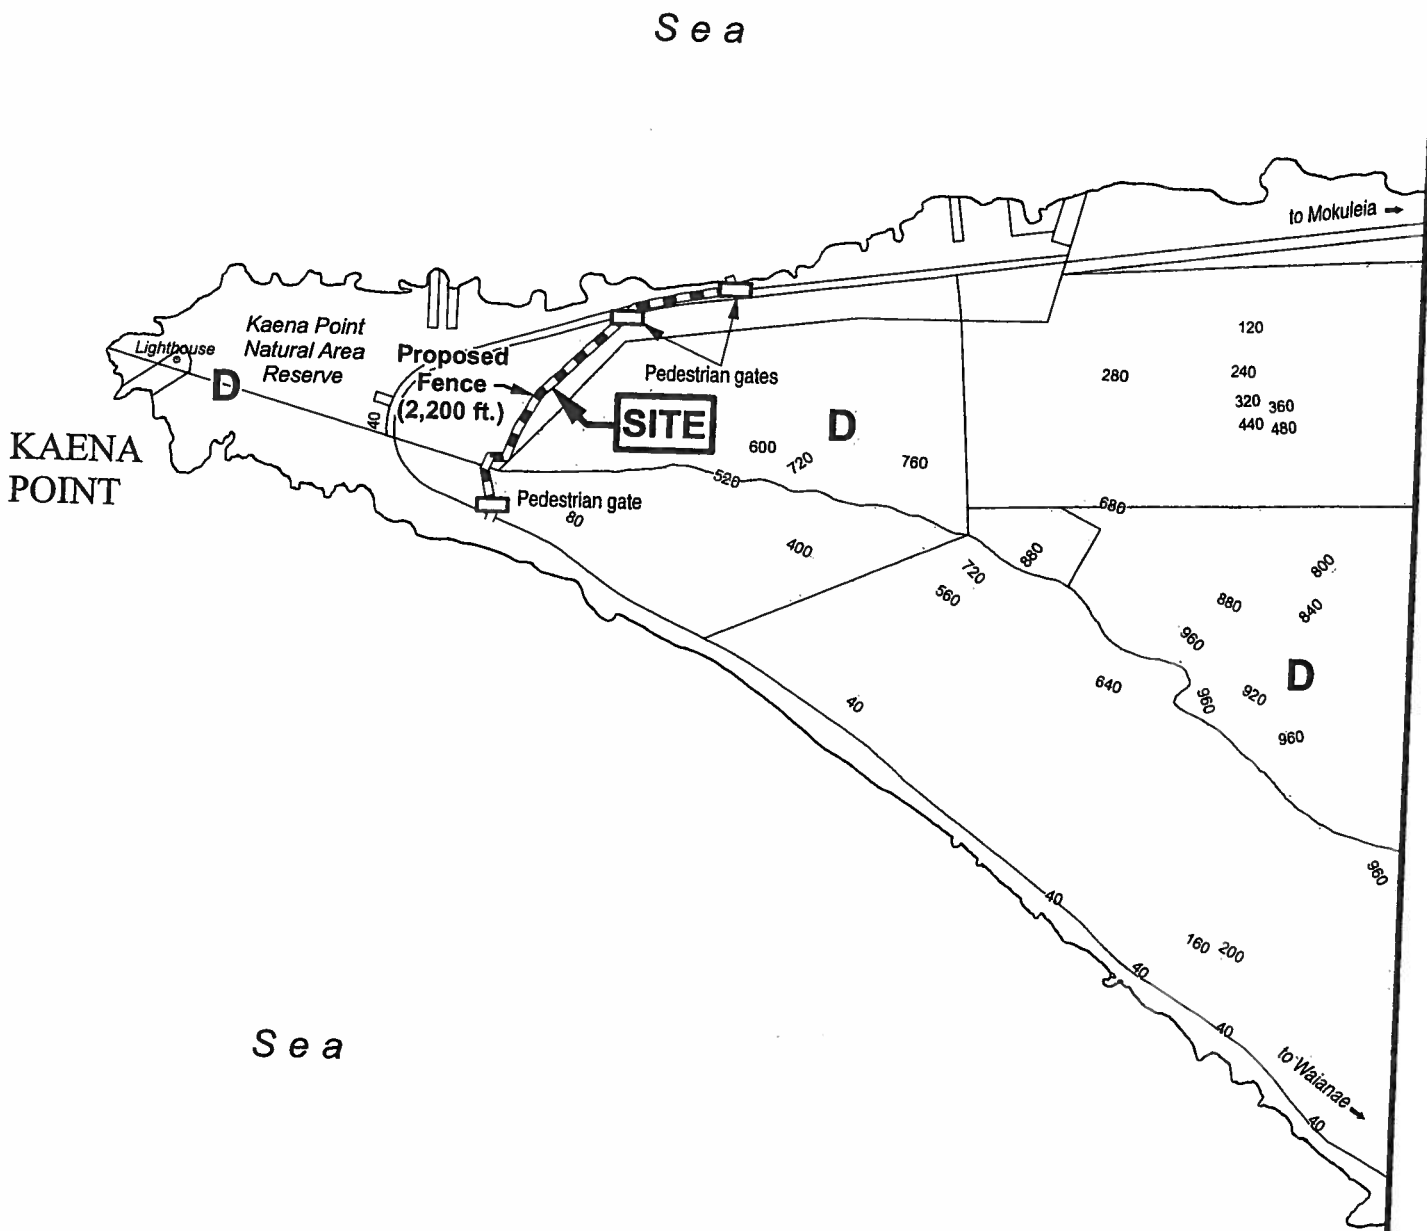 Sea
to Mokuleia
Kaena Point
Natural Area
Reserve
Lighthouse
D
40
Proposed
Fence
(2,200 ft.)
Pedestrian gates
SITE
D
120
280
240
320 360
440 480
KAENA
POINT
600
720
760
520
Pedestrian gate
80
400
680
880
720
560
800
880
840
960
640
960
920
D
960
40
960
40
160 200
40
40
Sea
to Waianae
40